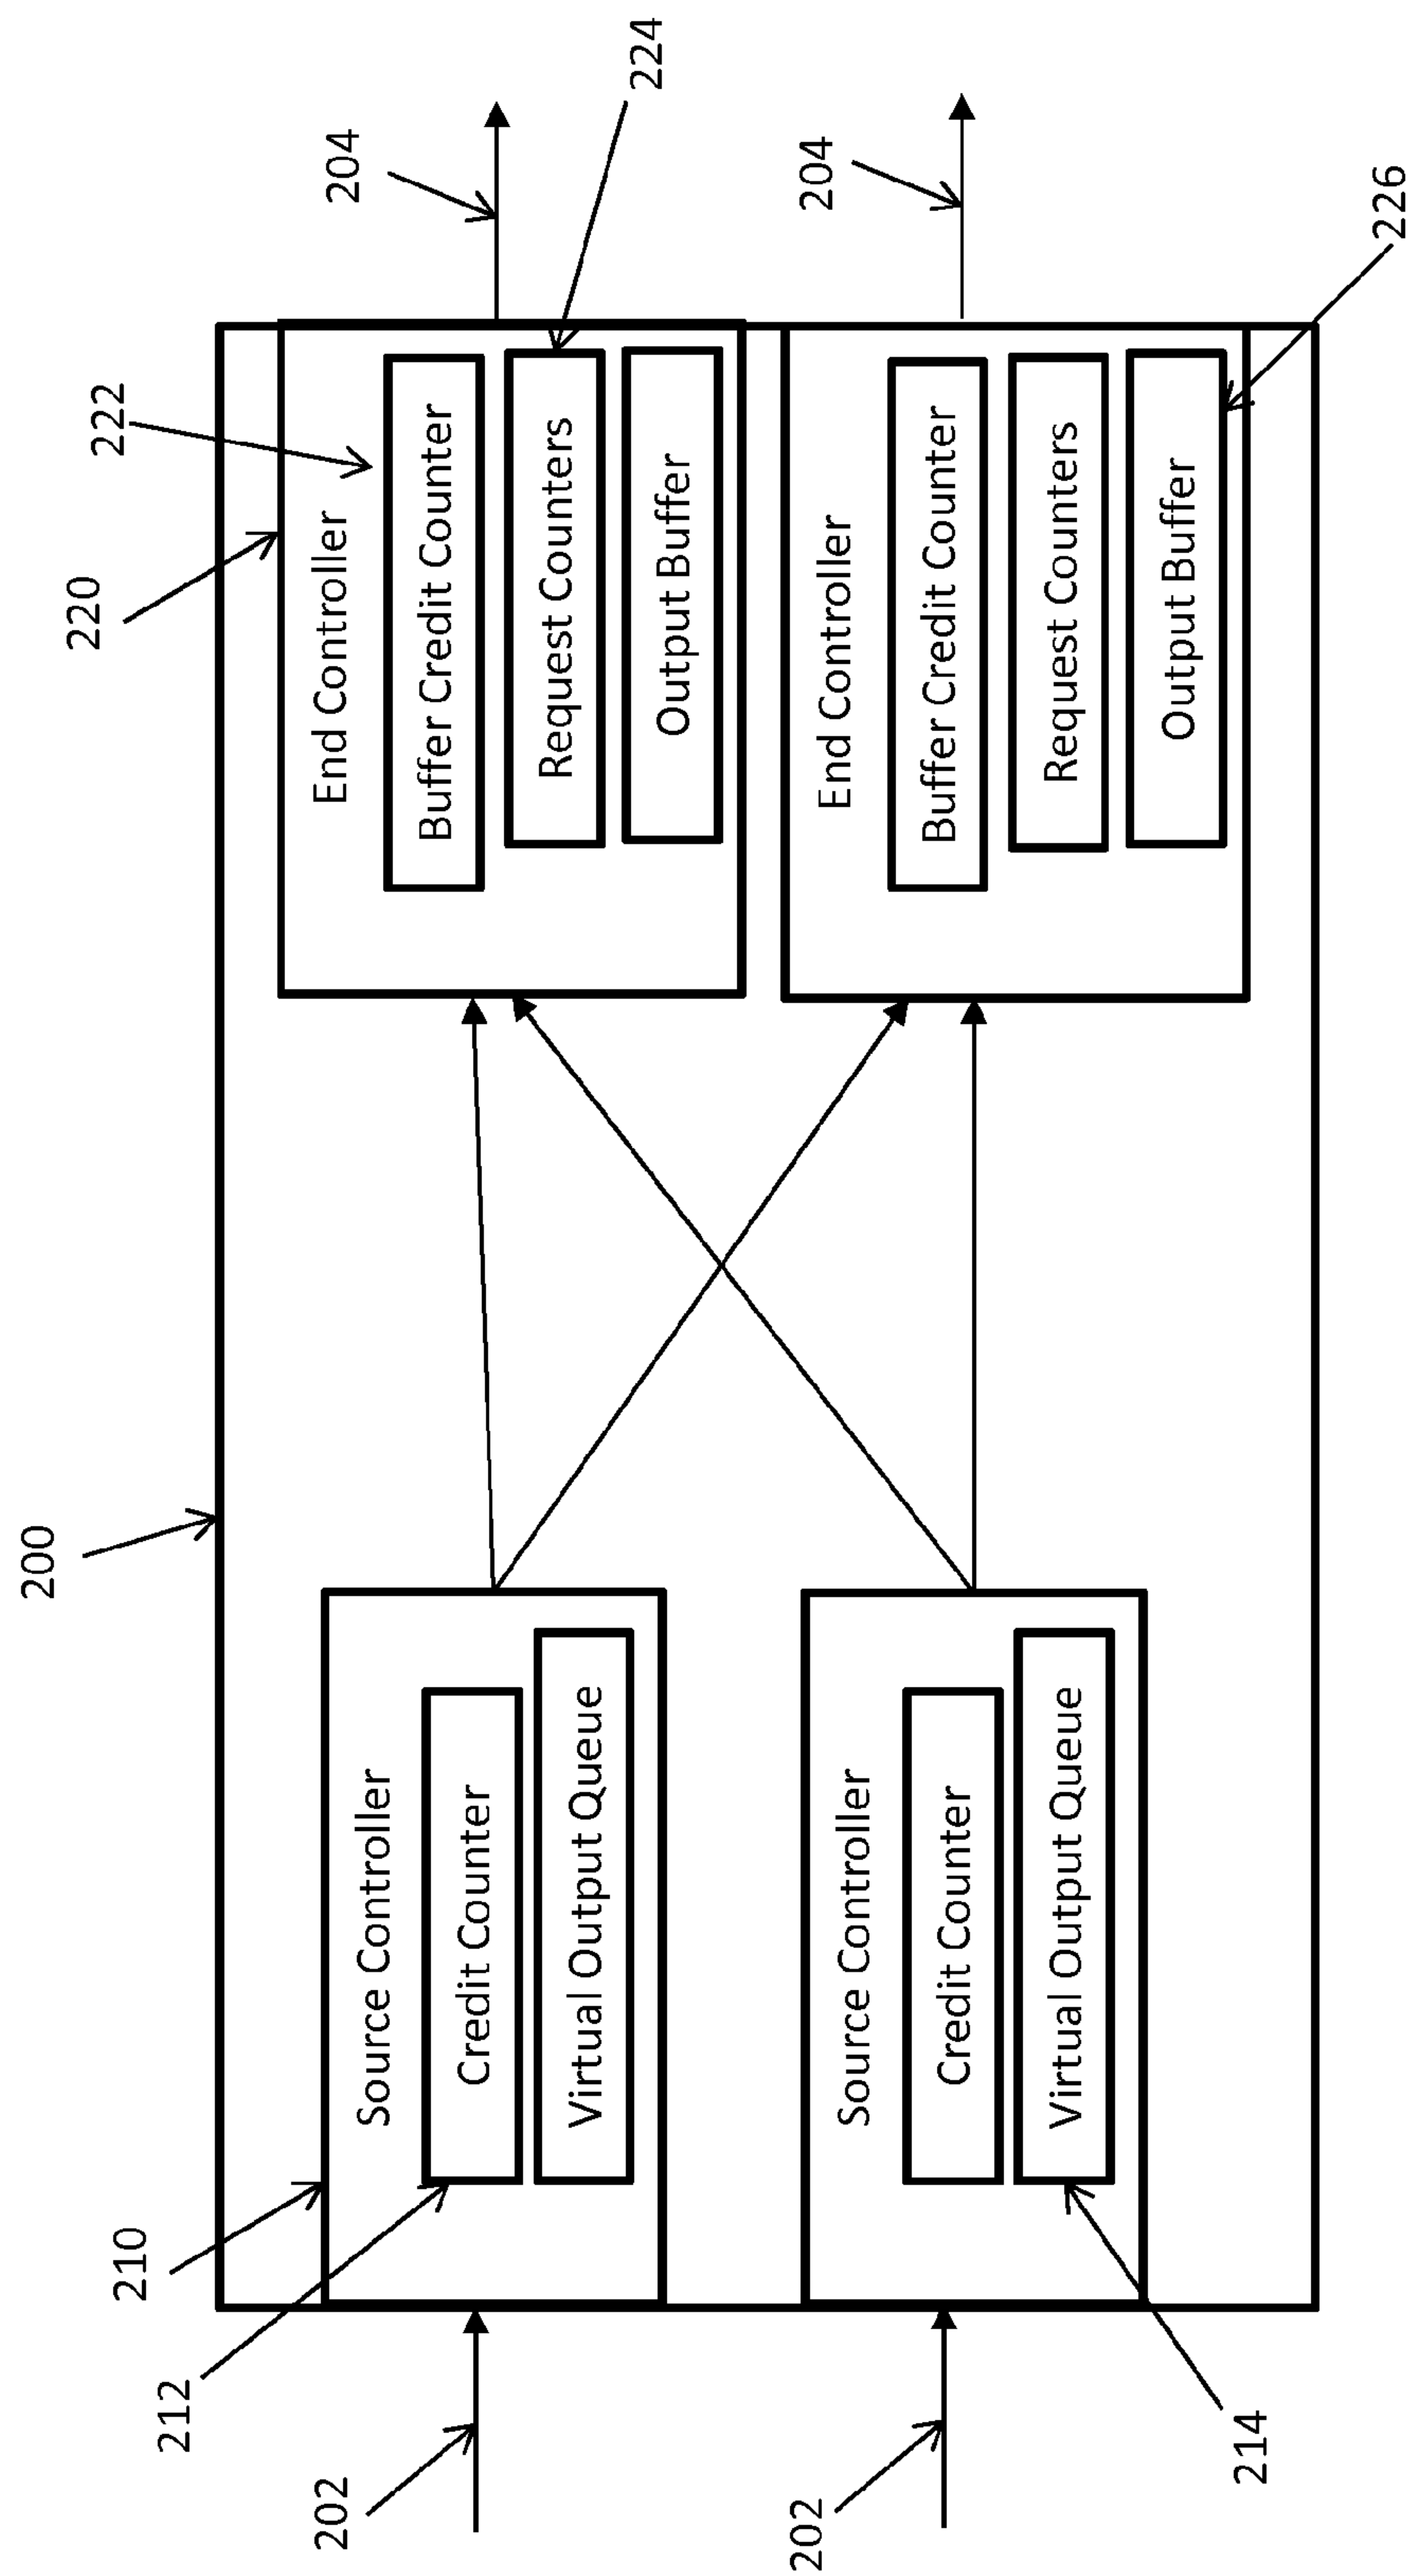 200
210
212
202
Source Controller
Credit Counter
Virtual Output Queue
202
Source Controller
Credit Counter
Virtual Output Queue
214
220
222
End Controller
Buffer Credit Counter
Request Counters
Output Buffer
204
224
End Controller
Buffer Credit Counter
Request Counters
Output Buffer
204
226